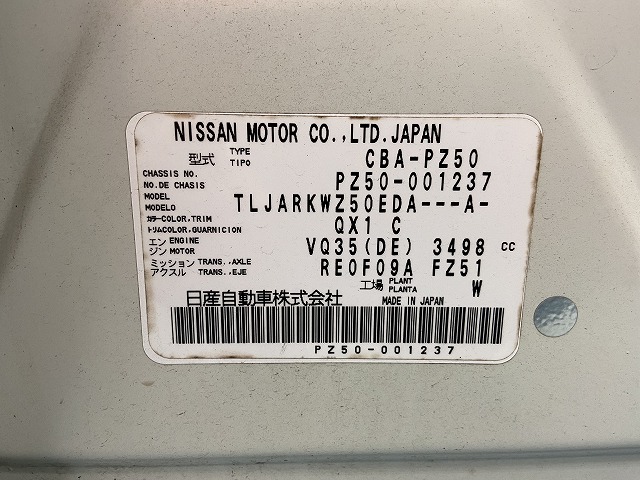 NISSAN MOTOR CO.,LTD.JAPAN
型式 TYPE TIPO CBA-PZ50
CHASSIS NO. NO.DE CHASIS PZ50-001237
MODEL MODELO TLJARKWZ50EDA---A-
カラー COLOR,TRIM トリム COLOR,GUARNICION QX1 C
エンジン ENGINE MOTOR VQ35(DE) 3498 CC
ミッション TRANS.,AXLE アクスル TRANS.,EJE RE0F09A FZ51
工場 PLANT PLANTA W
日産自動車株式会社 MADE IN JAPAN
PZ50-001237